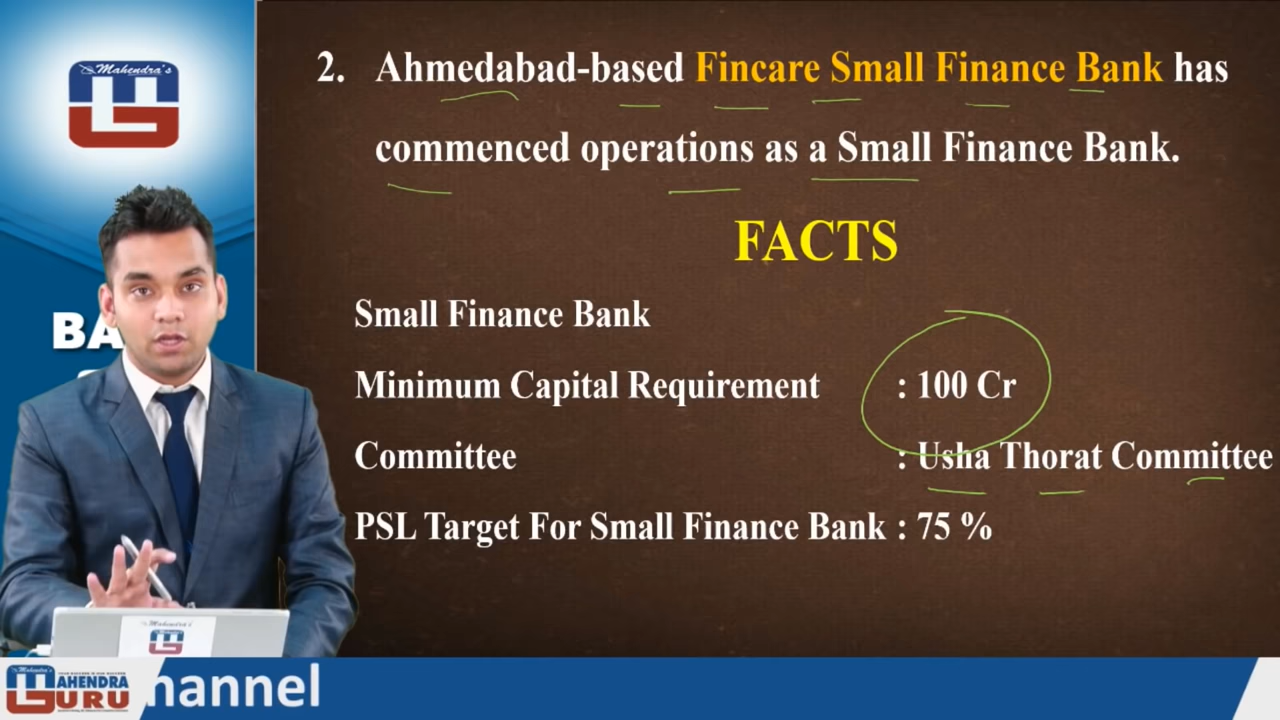 Mahendra's
2. Ahmedabad-based Fincare Small Finance Bank has
commenced operations as a Small Finance Bank.
FACTS
Small Finance Bank
Minimum Capital Requirement : 100 Cr
Committee : Usha Thorat Committee
PSL Target For Small Finance Bank : 75 %
BA
Mahendra's
Mahendra's
MAHENDRA
GURU
hannel